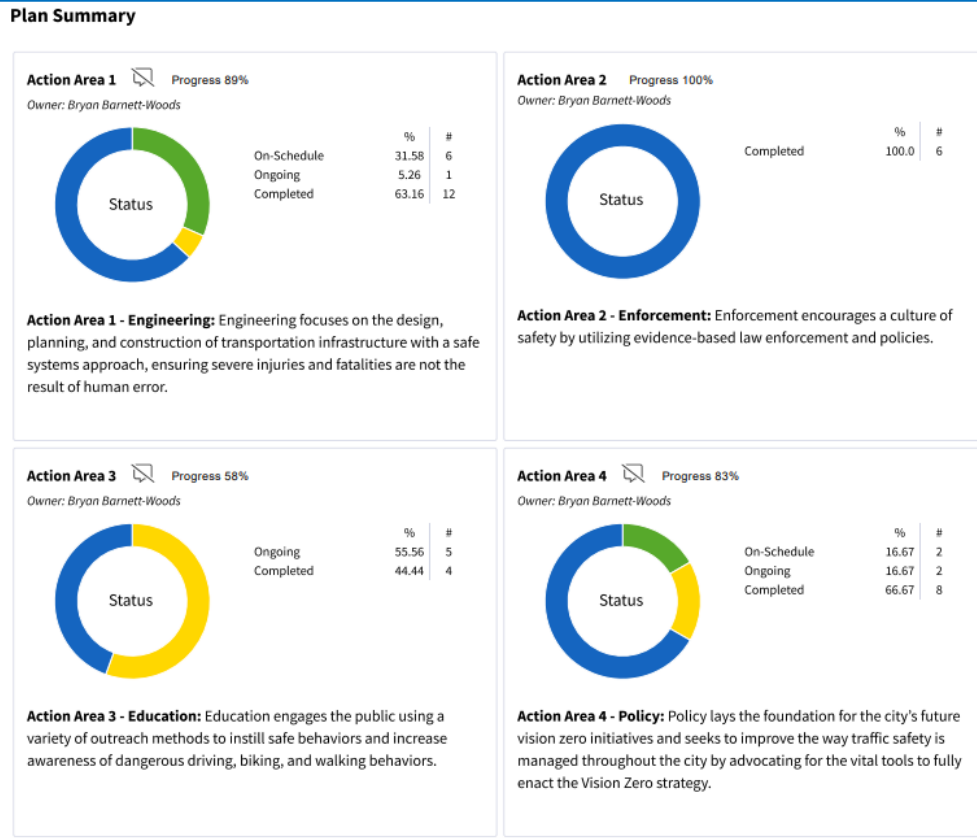 Plan Summary
Action Area 1 Progress 89%
Owner: Bryan Barnett-Woods
% #
On-Schedule 31.58 6
Ongoing 5.26 1
Completed 63.16 12
Status
Action Area 1 - Engineering: Engineering focuses on the design,
planning, and construction of transportation infrastructure with a safe
systems approach, ensuring severe injuries and fatalities are not the
result of human error.
Action Area 2 Progress 100%
Owner: Bryan Barnett-Woods
% #
Completed 100.0 6
Status
Action Area 2 - Enforcement: Enforcement encourages a culture of
safety by utilizing evidence-based law enforcement and policies.
Action Area 3 Progress 58%
Owner: Bryan Barnett-Woods
% #
Ongoing 55.56 5
Completed 44.44 4
Status
Action Area 3 - Education: Education engages the public using a
variety of outreach methods to instill safe behaviors and increase
awareness of dangerous driving, biking, and walking behaviors.
Action Area 4 Progress 83%
Owner: Bryan Barnett-Woods
% #
On-Schedule 16.67 2
Ongoing 16.67 2
Completed 66.67 8
Status
Action Area 4 - Policy: Policy lays the foundation for the city's future
vision zero initiatives and seeks to improve the way traffic safety is
managed throughout the city by advocating for the vital tools to fully
enact the Vision Zero strategy.